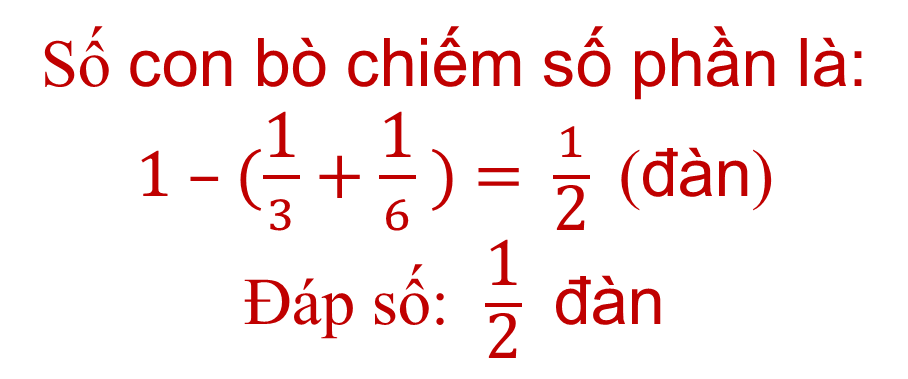 Số con bò chiếm số phần là:
1 – (1/3 + 1/6) = 1/2 (đàn)
Đáp số: 1/2 đàn